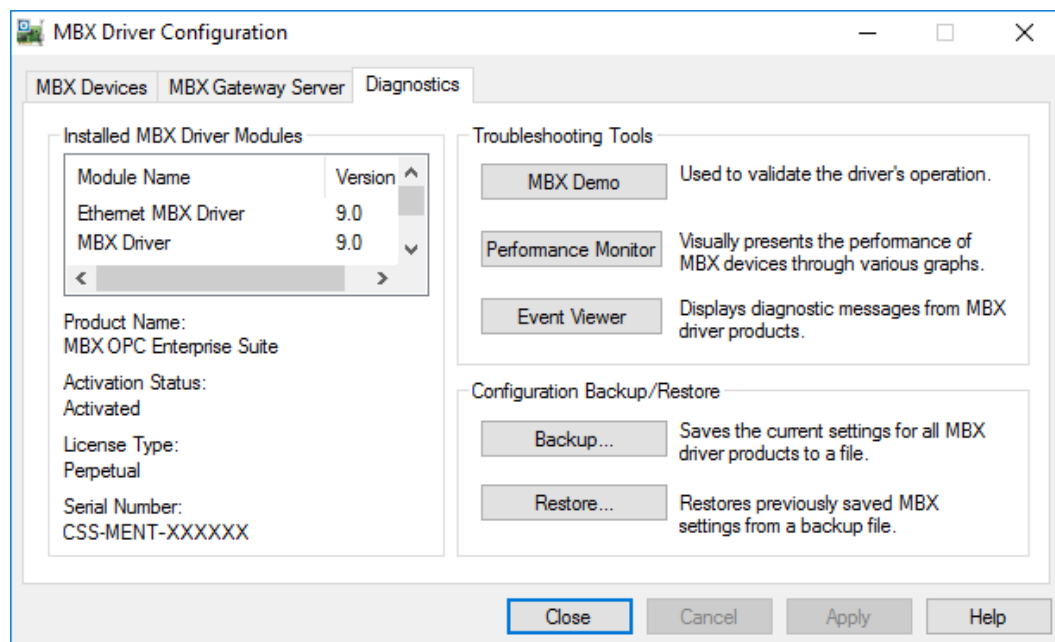 MBX Driver Configuration
MBX Devices
MBX Gateway Server
Diagnostics
Installed MBX Driver Modules
Module Name Version
Ethernet MBX Driver 9.0
MBX Driver 9.0
Product Name:
MBX OPC Enterprise Suite
Activation Status:
Activated
License Type:
Perpetual
Serial Number:
CSS-MENT-XXXXXX
Troubleshooting Tools
MBX Demo
Used to validate the driver's operation.
Performance Monitor
Visually presents the performance of
MBX devices through various graphs.
Event Viewer
Displays diagnostic messages from MBX
driver products.
Configuration Backup/Restore
Backup...
Saves the current settings for all MBX
driver products to a file.
Restore...
Restores previously saved MBX
settings from a backup file.
Close
Cancel
Apply
Help